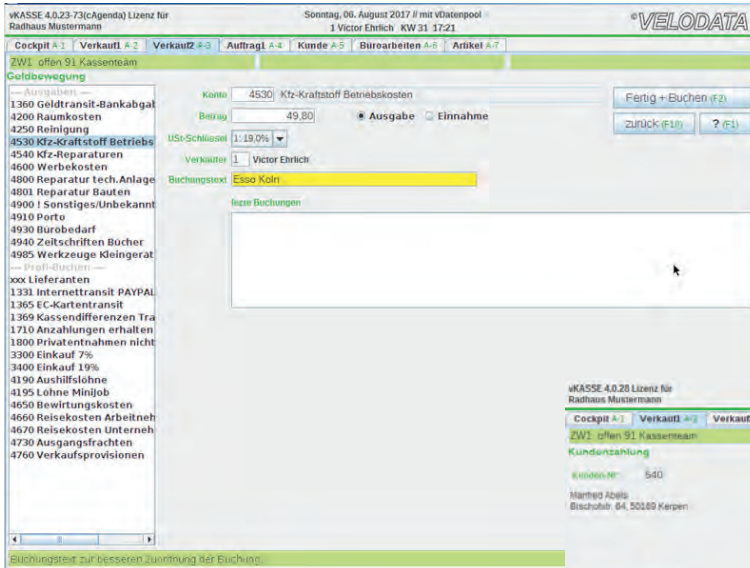 vKASSE 4.0.23-73(cAgenda) Lizenz für
Radhaus Mustermann
Sonntag, 06. August 2017 // mit vDatenpool
1 Victor Ehrlich KW 31 17:21
©VELODATA
Cockpit A-1 Verkauf1 A-2 Verkauf2 A-3 Auftrag1 A-4 Kunde A-5 Büroarbeiten A-6 Artikel A-7
ZW1 offen 91 Kassenteam
Geldbewegung
--- Ausgaben ---
1360 Geldtransit-Bankabgal
4200 Raumkosten
4250 Reinigung
4530 Kfz-Kraftstoff Betriebs
4540 Kfz-Reparaturen
4600 Werbekosten
4800 Reparatur tech.Anlage
4801 Reparatur Bauten
4900 ! Sonstiges/Unbekannt
4910 Porto
4930 Bürobedarf
4940 Zeitschriften Bücher
4985 Werkzeuge Kleingerät
--- Profi-Buchen ---
xxx Lieferanten
1331 Internettransit PAYPAL
1365 EC-Kartentransit
1369 Kassendifferenzen Tra
1710 Anzahlungen erhalten
1800 Privatentnahmen nicht
3300 Einkauf 7%
3400 Einkauf 19%
4190 Aushilfslöhne
4195 Löhne MiniJob
4650 Bewirtungskosten
4660 Reisekosten Arbeitneh
4670 Reisekosten Unterneh
4730 Ausgangsfrachten
4760 Verkaufsprovisionen
Konto 4530 Kfz-Kraftstoff Betriebskosten
Betrag 49,80 Ausgabe Einnahme
USt-Schlüssel 1: 19,0%
Verkäufer 1 Victor Ehrlich
Buchungstext Esso Köln
letzte Buchungen
Fertig + Buchen (F2)
zurück (F10) ? (F1)
vKASSE 4.0.28 Lizenz für
Radhaus Mustermann
Cockpit A-1 Verkauf1 A-2 Verkauf
ZW1 offen 91 Kassenteam
Kundenzahlung
Kunden-Nr. 540
Manfred Abels
Bischofstr. 84, 50169 Kerpen
Buchungstext zur besseren Zuordnung der Buchung.